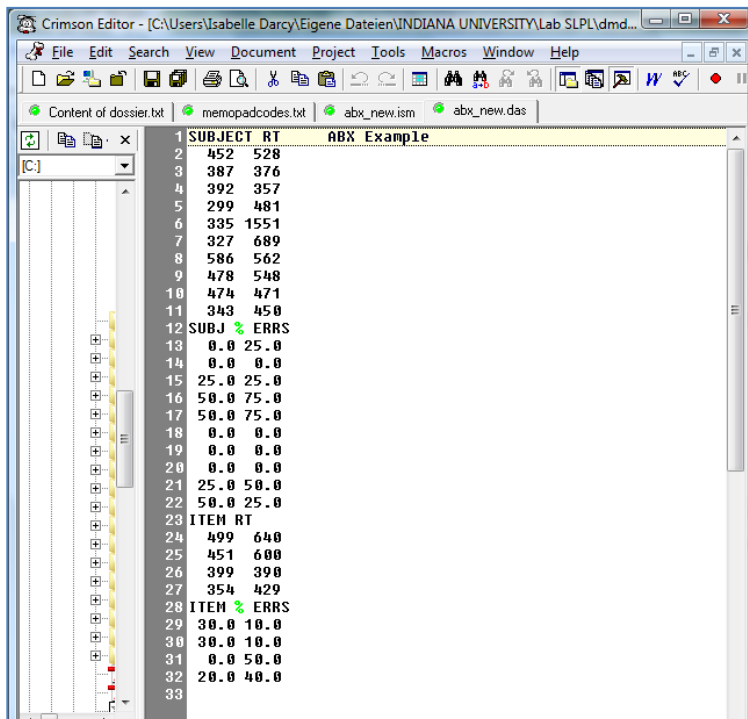 Crimson Editor - [C:\Users\Isabelle Darcy\Eigene Dateien\INDIANA UNIVERSITY\Lab SLPL\dmd...
File Edit Search View Document Project Tools Macros Window Help
W ABC
Content of dossier.txt memopadcodes.txt abx_new.ism abx_new.das
[C:]
1 SUBJECT RT ABX Example
2 452 528
3 387 376
4 392 357
5 299 481
6 335 1551
7 327 689
8 586 562
9 478 548
10 474 471
11 343 450
12 SUBJ % ERRS
13 0.0 25.0
14 0.0 0.0
15 25.0 25.0
16 50.0 75.0
17 50.0 75.0
18 0.0 0.0
19 0.0 0.0
20 0.0 0.0
21 25.0 50.0
22 50.0 25.0
23 ITEM RT
24 499 640
25 451 600
26 399 390
27 354 429
28 ITEM % ERRS
29 30.0 10.0
30 30.0 10.0
31 0.0 50.0
32 20.0 40.0
33